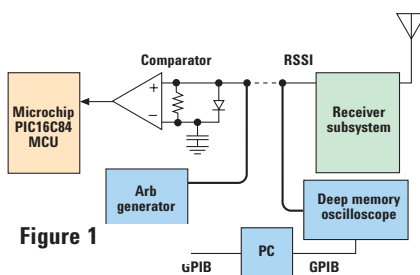 Comparator
RSSI
+
−
Microchip
PIC16C84
MCU
Receiver
subsystem
Arb
generator
Deep memory
oscilloscope
Figure 1
PC
GPIB
GPIB